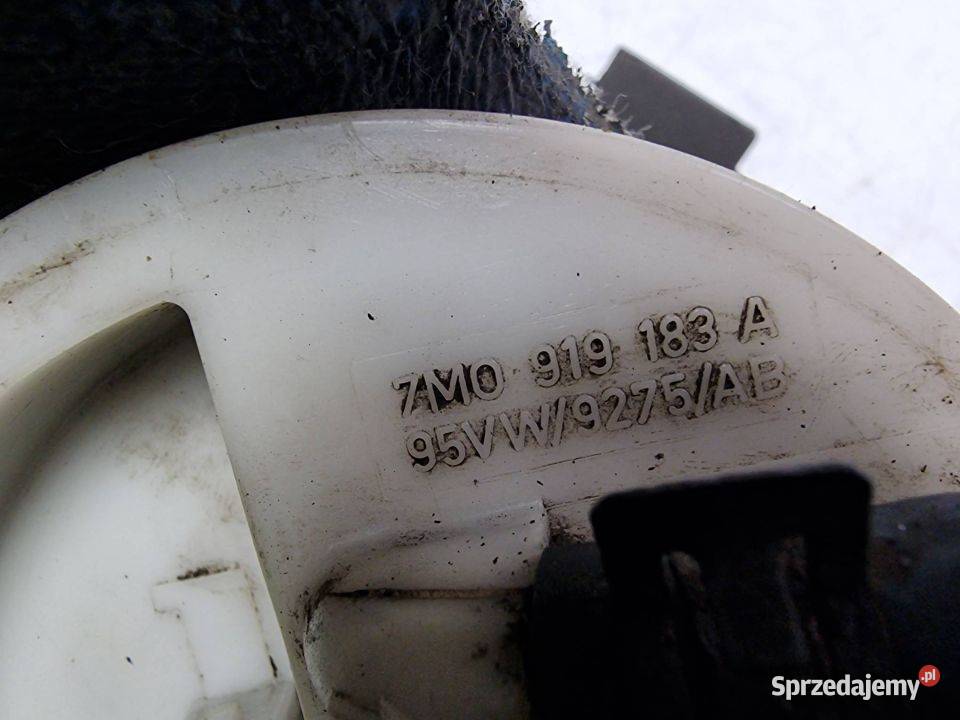 7M0 919 183 A
95VW/9275/AB
Sprzedajemy.pl